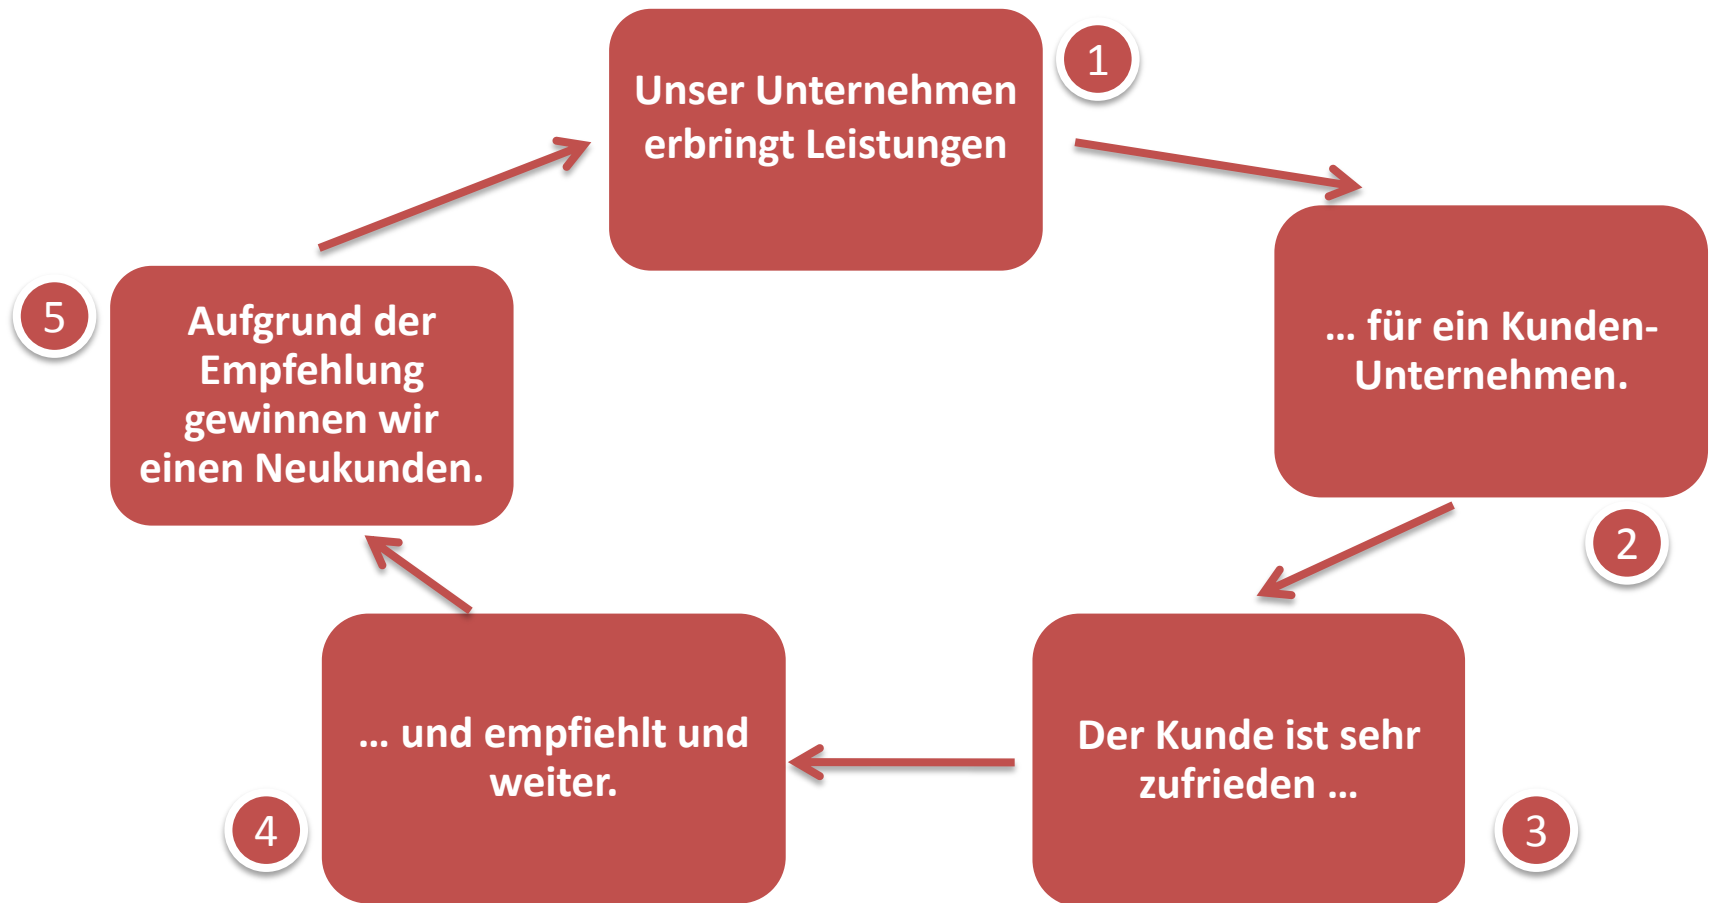 Unser Unternehmen
erbringt Leistungen
1
… für ein Kunden-
Unternehmen.
2
Der Kunde ist sehr
zufrieden …
3
… und empfiehlt und
weiter.
4
Aufgrund der
Empfehlung
gewinnen wir
einen Neukunden.
5